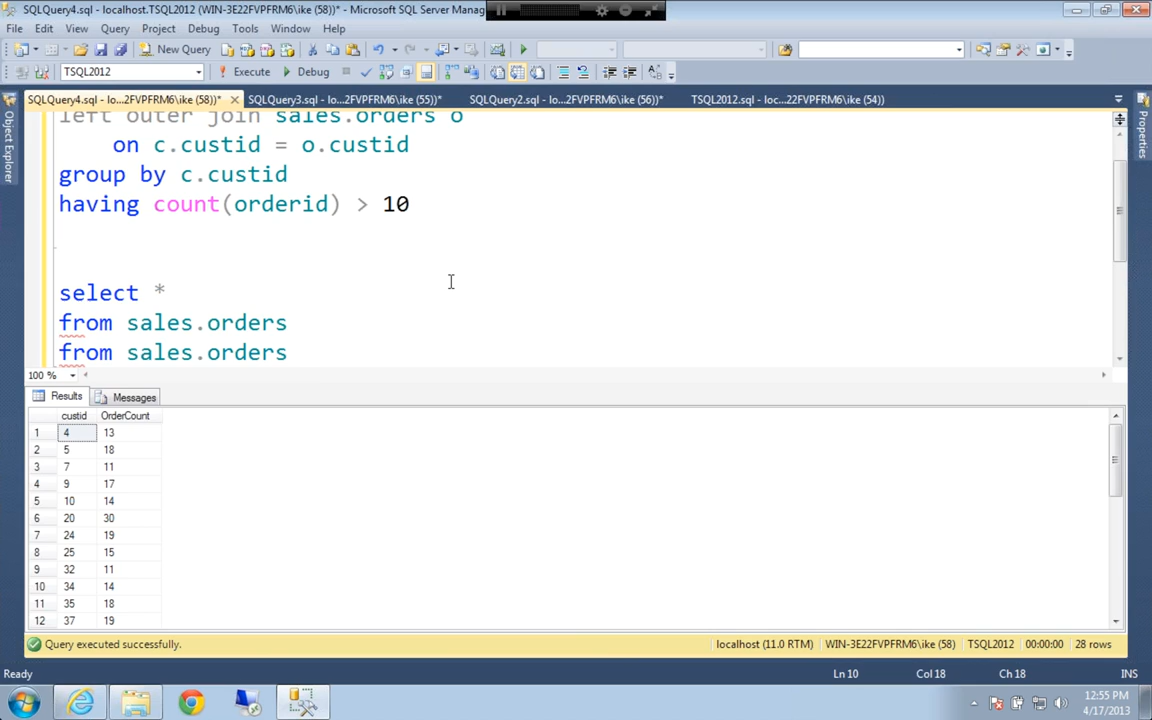 SQLQuery4.sql - localhost.TSQL2012 (WIN-3E22FVPFRM6\ike (58))* - Microsoft SQL Server Manag
File Edit View Query Project Debug Tools Window Help
New Query
TSQL2012 Execute Debug
SQLQuery4.sql - lo...2FVPFRM6\ike (58))* SQLQuery3.sql - lo...2FVPFRM6\ike (55))* SQLQuery2.sql - lo...2FVPFRM6\ike (56))* TSQL2012.sql - loc...22FVPFRM6\ike (54))
Object Explorer
Properties
left outer join sales.orders o
on c.custid = o.custid
group by c.custid
having count(orderid) > 10
select *
from sales.orders
from sales.orders
100 %
Results Messages
custid OrderCount
1 4 13
2 5 18
3 7 11
4 9 17
5 10 14
6 20 30
7 24 19
8 25 15
9 32 11
10 34 14
11 35 18
12 37 19
Query executed successfully. localhost (11.0 RTM) WIN-3E22FVPFRM6\ike (58) TSQL2012 00:00:00 28 rows
Ready Ln 10 Col 18 Ch 18 INS
12:55 PM
4/17/2013